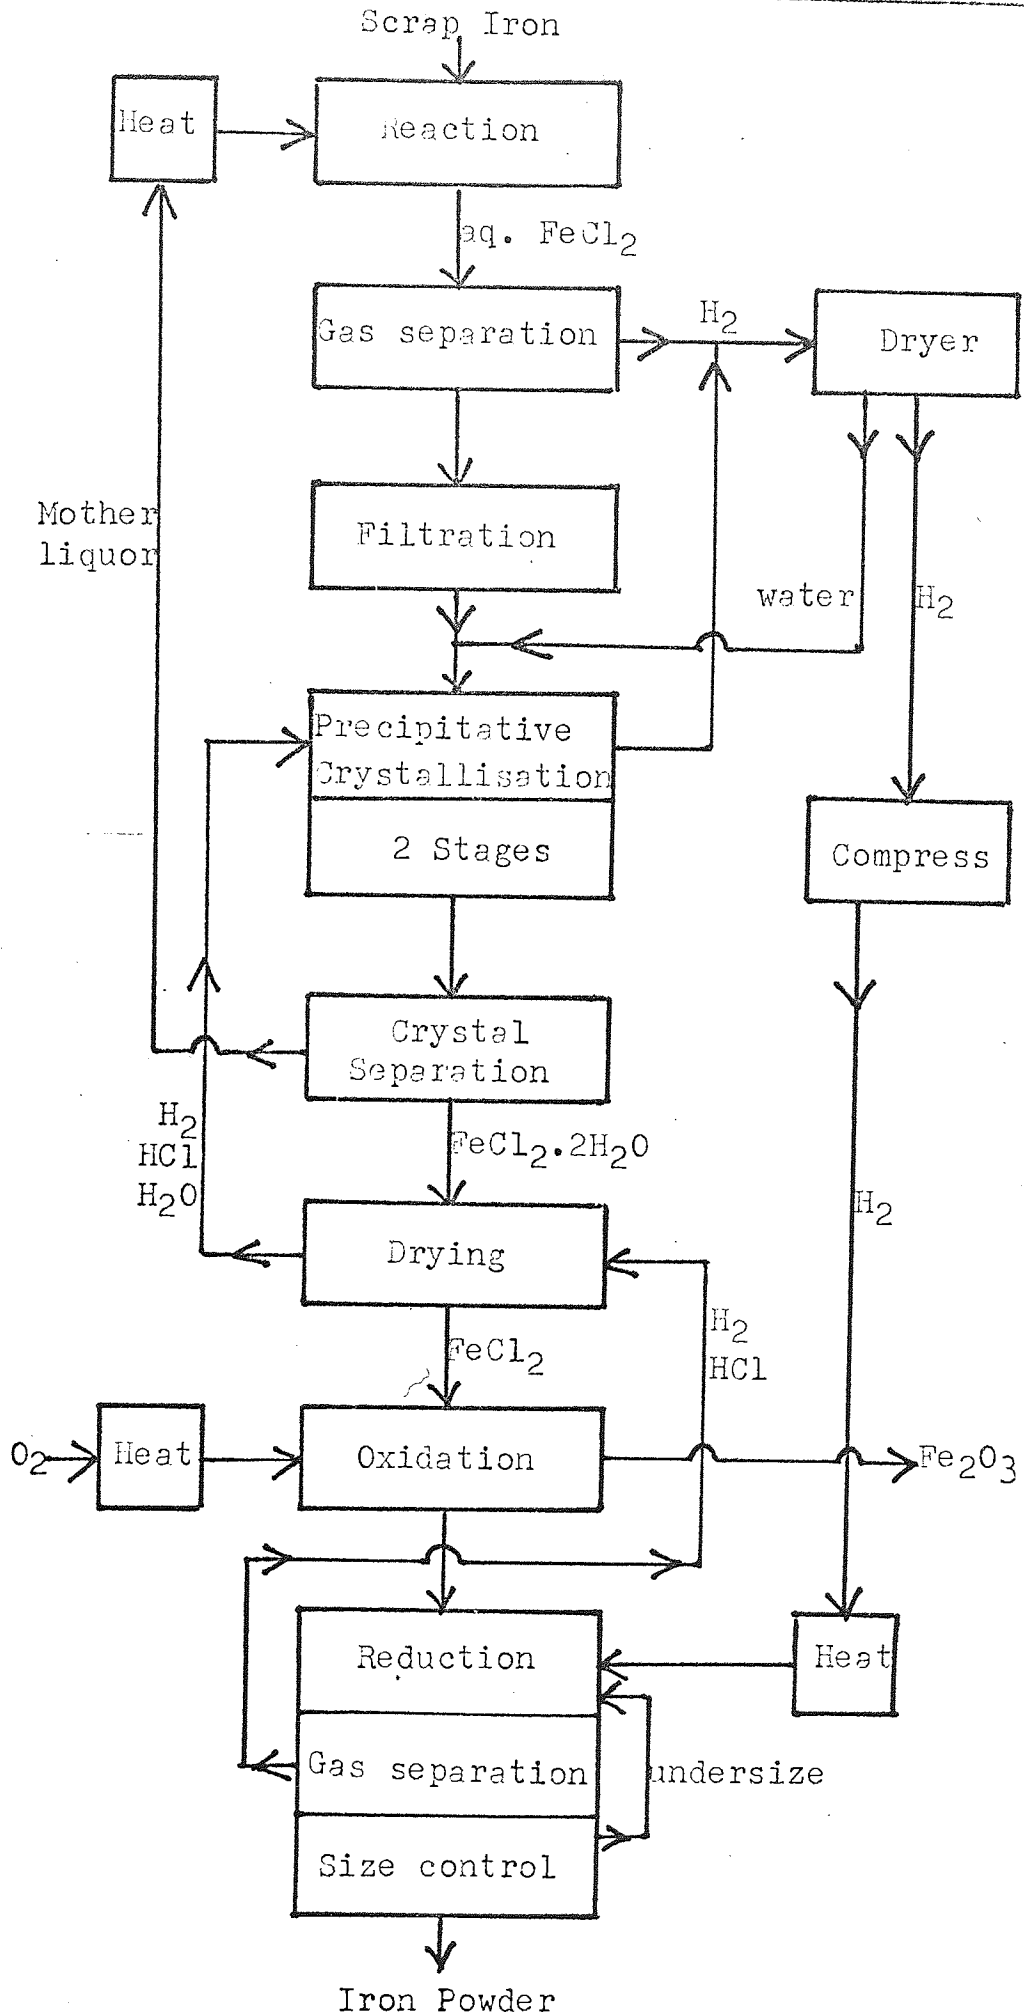 Scrap Iron
Heat
Reaction
aq. FeCl2
Gas separation
H2
Dryer
Mother
liquor
Filtration
water
H2
Precipitative
Crystallisation
2 Stages
Compress
Crystal
Separation
H2
HCl
H2O
FeCl2.2H2O
H2
Drying
H2
HCl
FeCl2
O2
Heat
Oxidation
Fe2O3
Reduction
Heat
Gas separation
undersize
Size control
Iron Powder